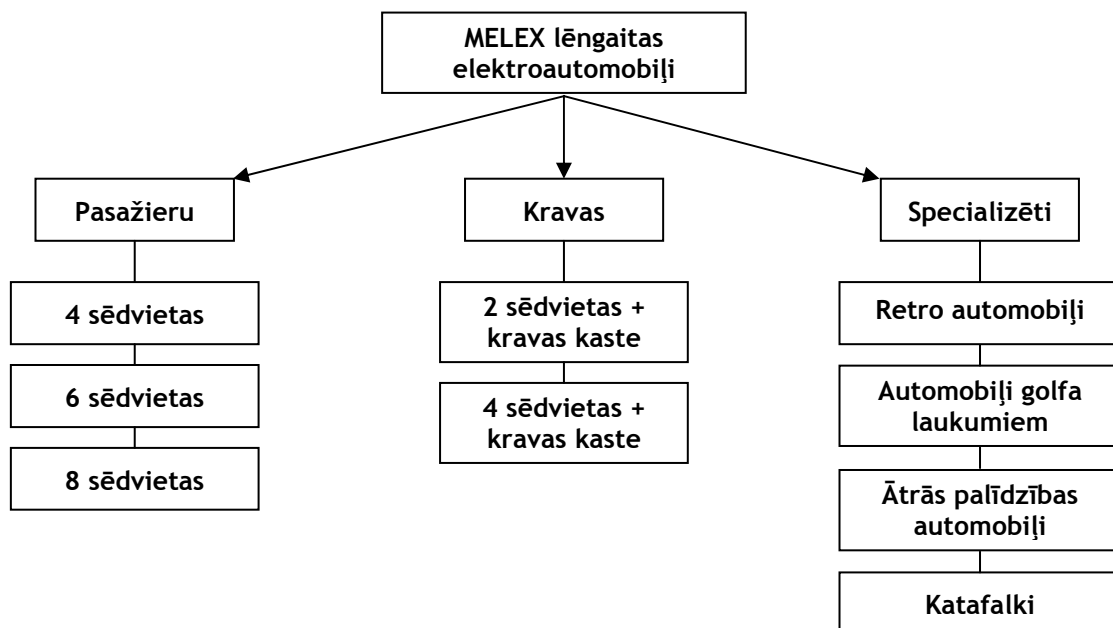 MELEX lēngaitas
elektroautomobiļi
Pasažieru
4 sēdvietas
6 sēdvietas
8 sēdvietas
Kravas
2 sēdvietas +
kravas kaste
4 sēdvietas +
kravas kaste
Specializēti
Retro automobiļi
Automobiļi golfa
laukumiem
Ātrās palīdzības
automobiļi
Katafalki